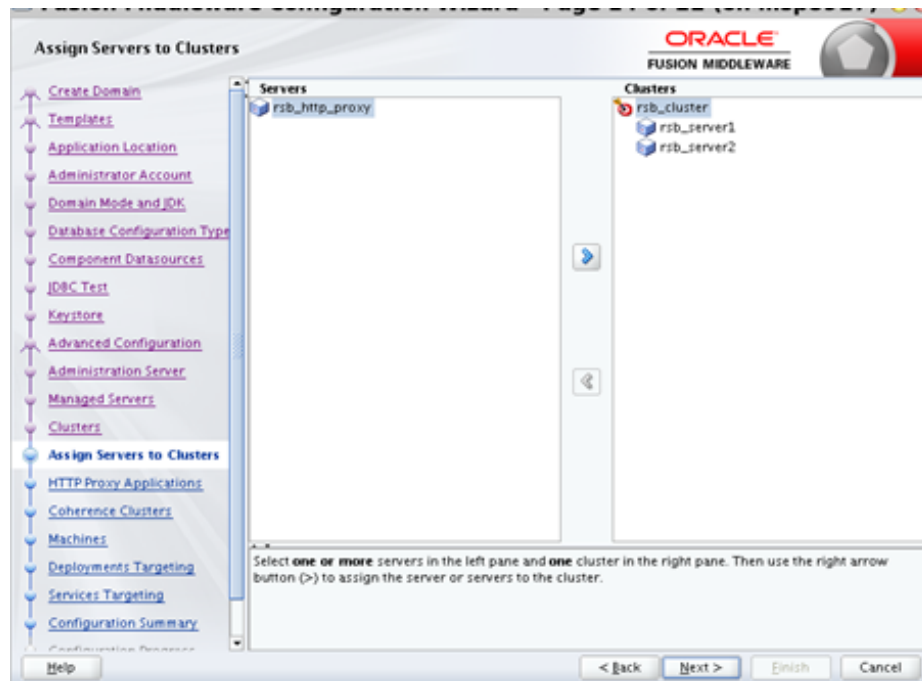 Assign Servers to Clusters
ORACLE
FUSION MIDDLEWARE
Create Domain
Templates
Application Location
Administrator Account
Domain Mode and JDK
Database Configuration Type
Component Datasources
JDBC Test
Keystore
Advanced Configuration
Administration Server
Managed Servers
Clusters
Assign Servers to Clusters
HTTP Proxy Applications
Coherence Clusters
Machines
Deployments Targeting
Services Targeting
Configuration Summary
Servers
rsb_http_proxy
Clusters
rsb_cluster
rsb_server1
rsb_server2
Select one or more servers in the left pane and one cluster in the right pane. Then use the right arrow
button (>) to assign the server or servers to the cluster.
Help
< Back
Next >
Finish
Cancel